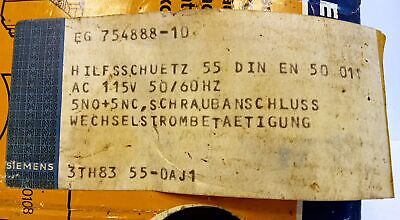 EG 754888-10
HILFSSCHUETZ 55 DIN EN 50 011
AC 115V 50/60HZ
5NO+5NC,SCHRAUBANSCHLUSS
WECHSELSTROMBETAETIGUNG
SIEMENS
3TH83 55-0AJ1